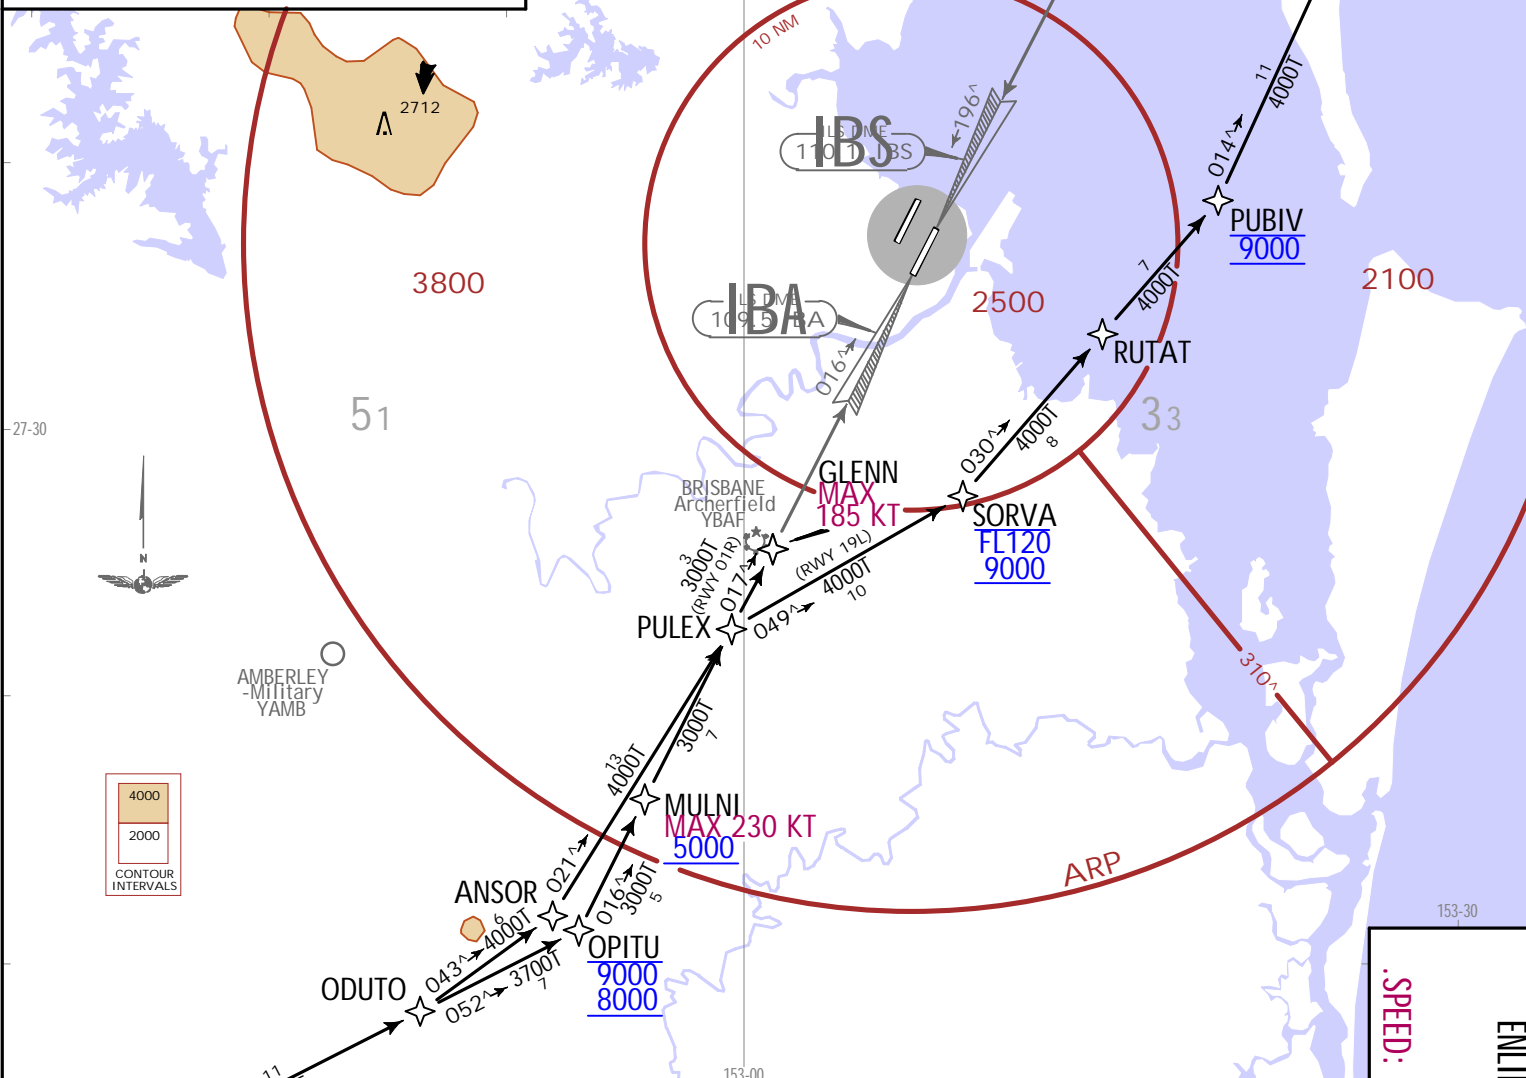 10 NM
11
4000T
2712
196^
ILS DME
110.1 IBS
IBS
014^
PUBIV
9000
3800
2500
2100
ILS DME
109.5 IBA
IBA
7
4000T
RUTAT
016^
51
33
27-30
030^
4000T
8
GLENN
MAX
185 KT
BRISBANE
Archerfield
YBAF
SORVA
FL120
9000
3
3000T
(RWY 01R)
017^
(RWY 19L)
4000T
10
049^
N
PULEX
310^
AMBERLEY
-Military
YAMB
3000T
7
13
4000T
4000
2000
CONTOUR
INTERVALS
MULNI
MAX 230 KT
5000
021^
016^
3000T
5
ARP
ANSOR
6
4000T
043^
OPITU
9000
8000
153-30
ODUTO
3700T
7
052^
.SPEED:
11
153-00